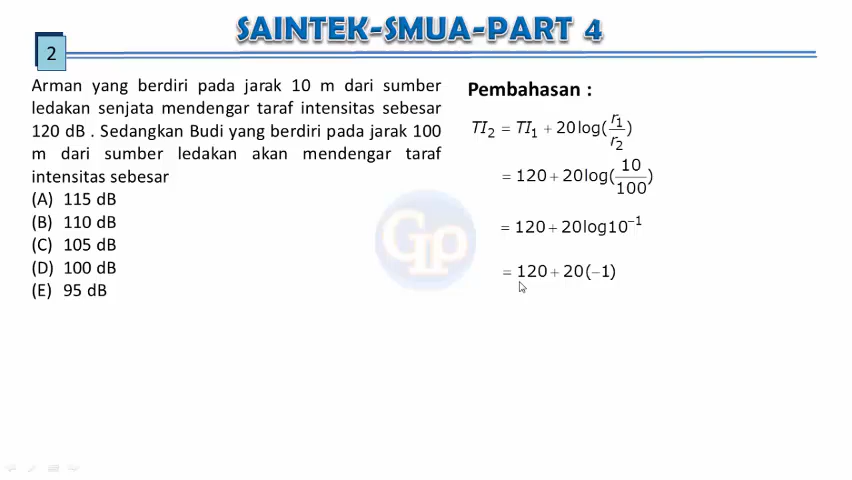 SAINTEK-SMUA-PART 4
2
Arman yang berdiri pada jarak 10 m dari sumber
ledakan senjata mendengar taraf intensitas sebesar
120 dB . Sedangkan Budi yang berdiri pada jarak 100
m dari sumber ledakan akan mendengar taraf
intensitas sebesar
(A) 115 dB
(B) 110 dB
(C) 105 dB
(D) 100 dB
(E) 95 dB
Pembahasan :
TI₂ = TI₁ + 20log(r₁/r₂)
= 120 + 20log(10/100)
= 120 + 20log10⁻¹
= 120 + 20(−1)
GIP